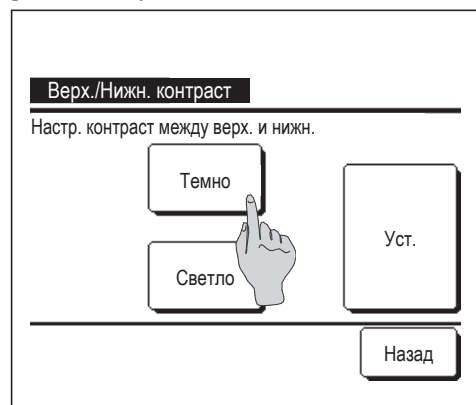 Верх./Нижн. контраст
Настр. контраст между верх. и нижн.
Темно
Уст.
Светло
Назад